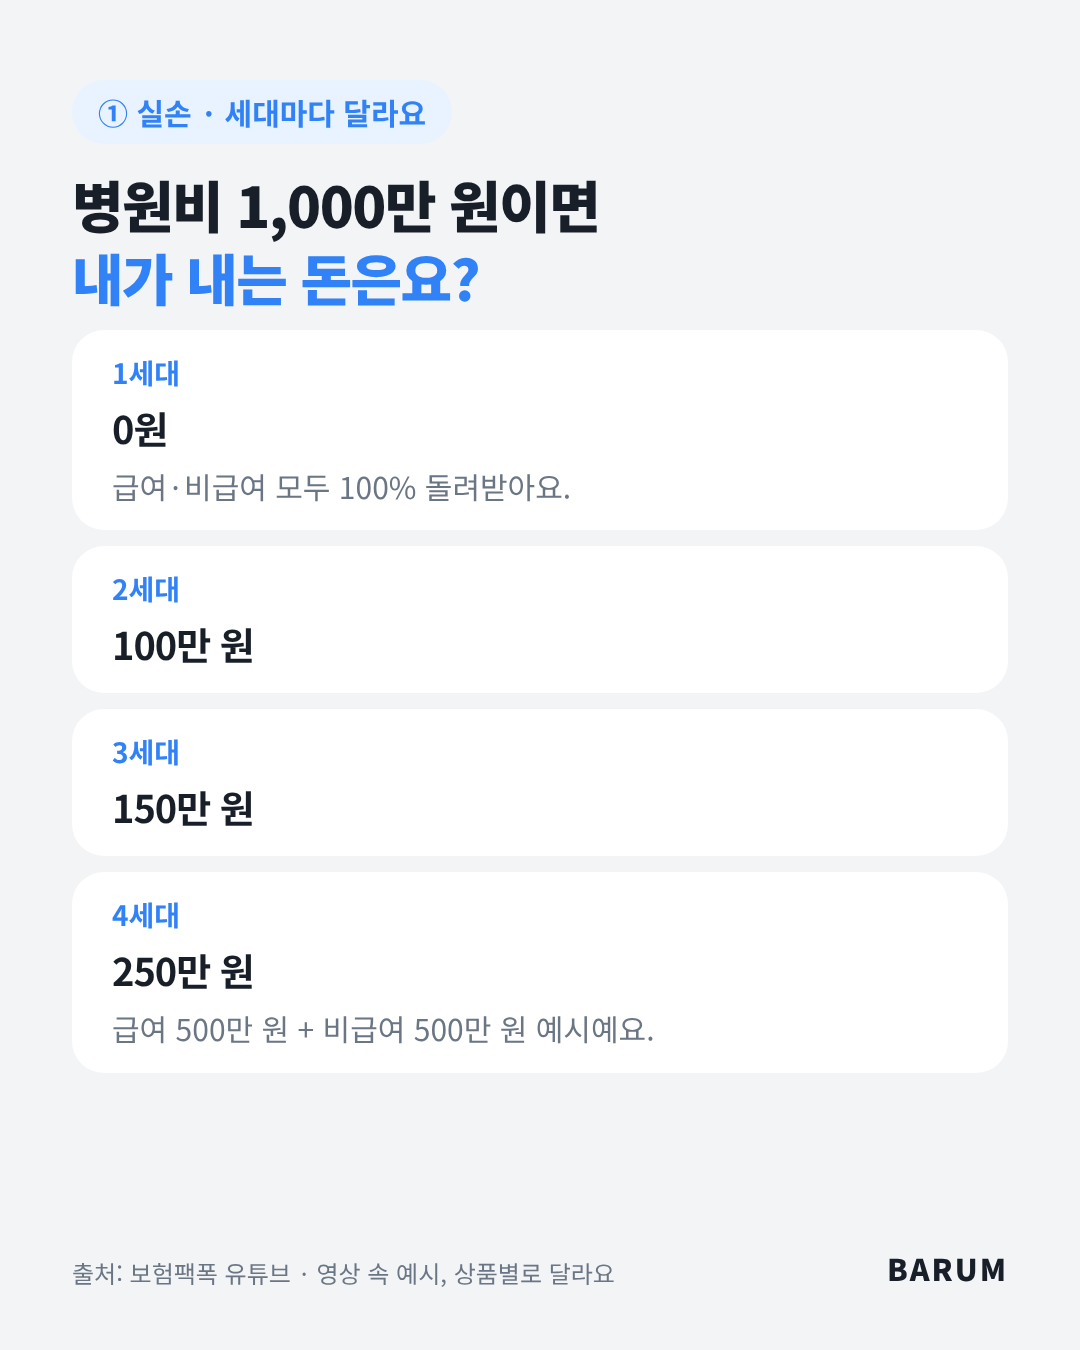 ① 실손 · 세대마다 달라요
병원비 1,000만 원이면
내가 내는 돈은요?
1세대
0원
급여·비급여 모두 100% 돌려받아요.
2세대
100만 원
3세대
150만 원
4세대
250만 원
급여 500만 원 + 비급여 500만 원 예시예요.
출처: 보험팩폭 유튜브 · 영상 속 예시, 상품별로 달라요
BARUM